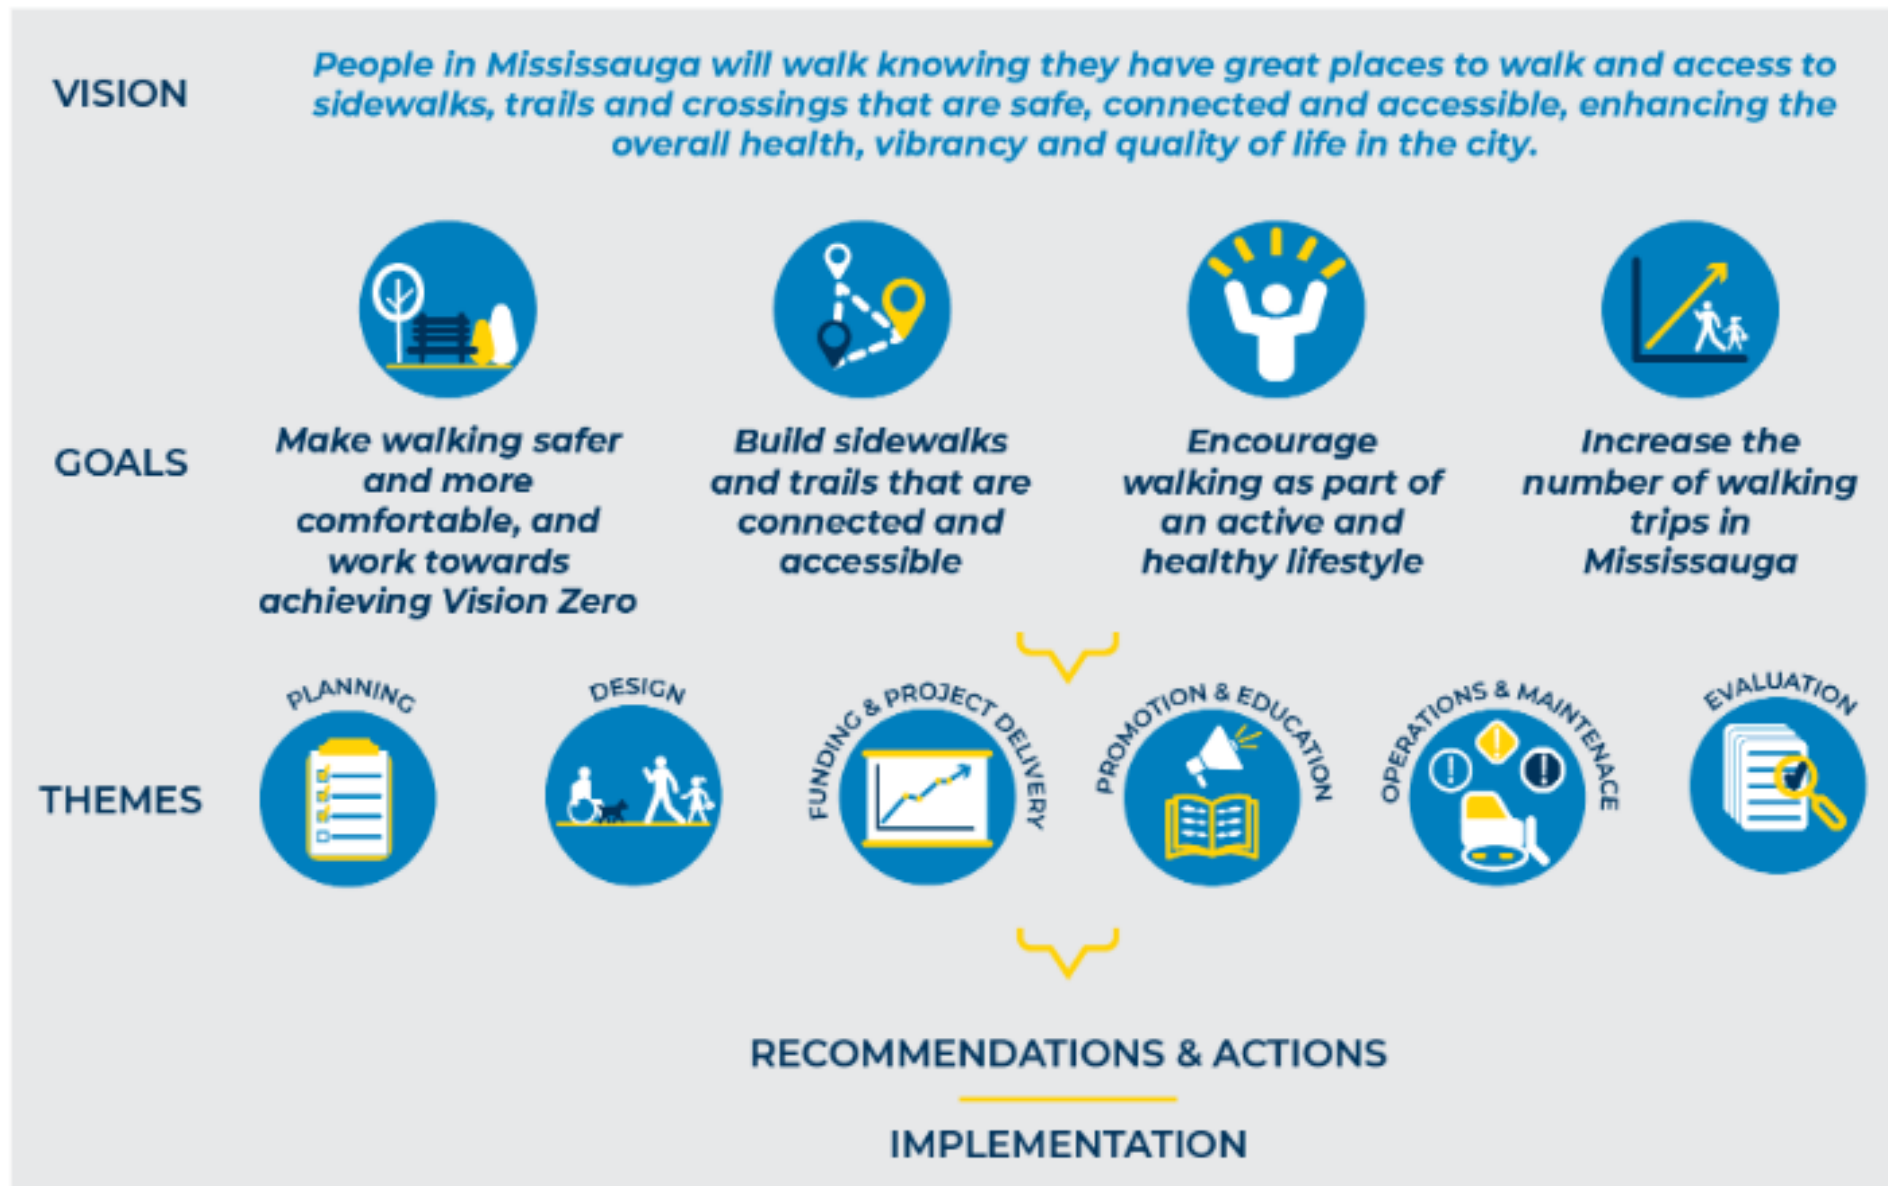 VISION
People in Mississauga will walk knowing they have great places to walk and access to
sidewalks, trails and crossings that are safe, connected and accessible, enhancing the
overall health, vibrancy and quality of life in the city.
GOALS
Make walking safer
and more
comfortable, and
work towards
achieving Vision Zero
Build sidewalks
and trails that are
connected and
accessible
Encourage
walking as part of
an active and
healthy lifestyle
Increase the
number of walking
trips in
Mississauga
THEMES
PLANNING
DESIGN
FUNDING & PROJECT DELIVERY
PROMOTION & EDUCATION
OPERATIONS & MAINTENACE
EVALUATION
RECOMMENDATIONS & ACTIONS
IMPLEMENTATION